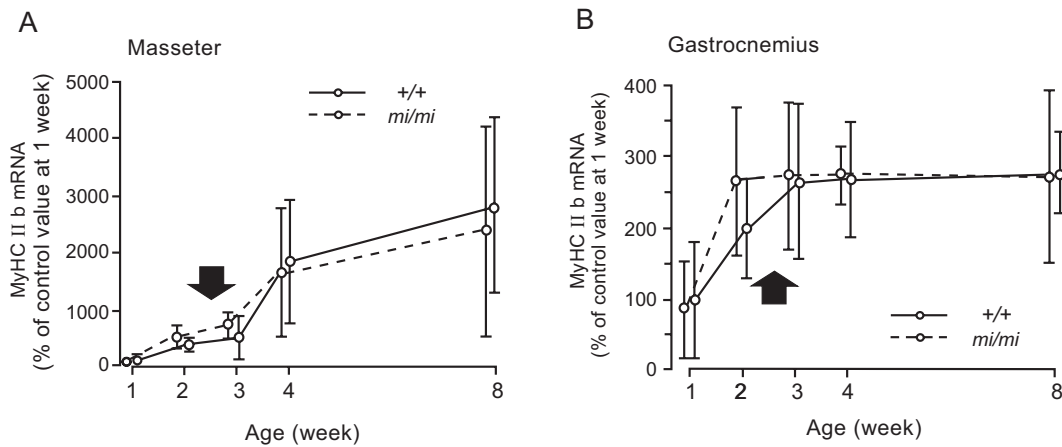 A
Masseter
MyHC II b mRNA
(% of control value at 1 week)
5000
4000
3000
2000
1000
0
+/+
mi/mi
1
2
3
4
8
Age (week)
B
Gastrocnemius
MyHC II b mRNA
(% of control value at 1 week)
400
300
200
100
0
+/+
mi/mi
1
2
3
4
8
Age (week)